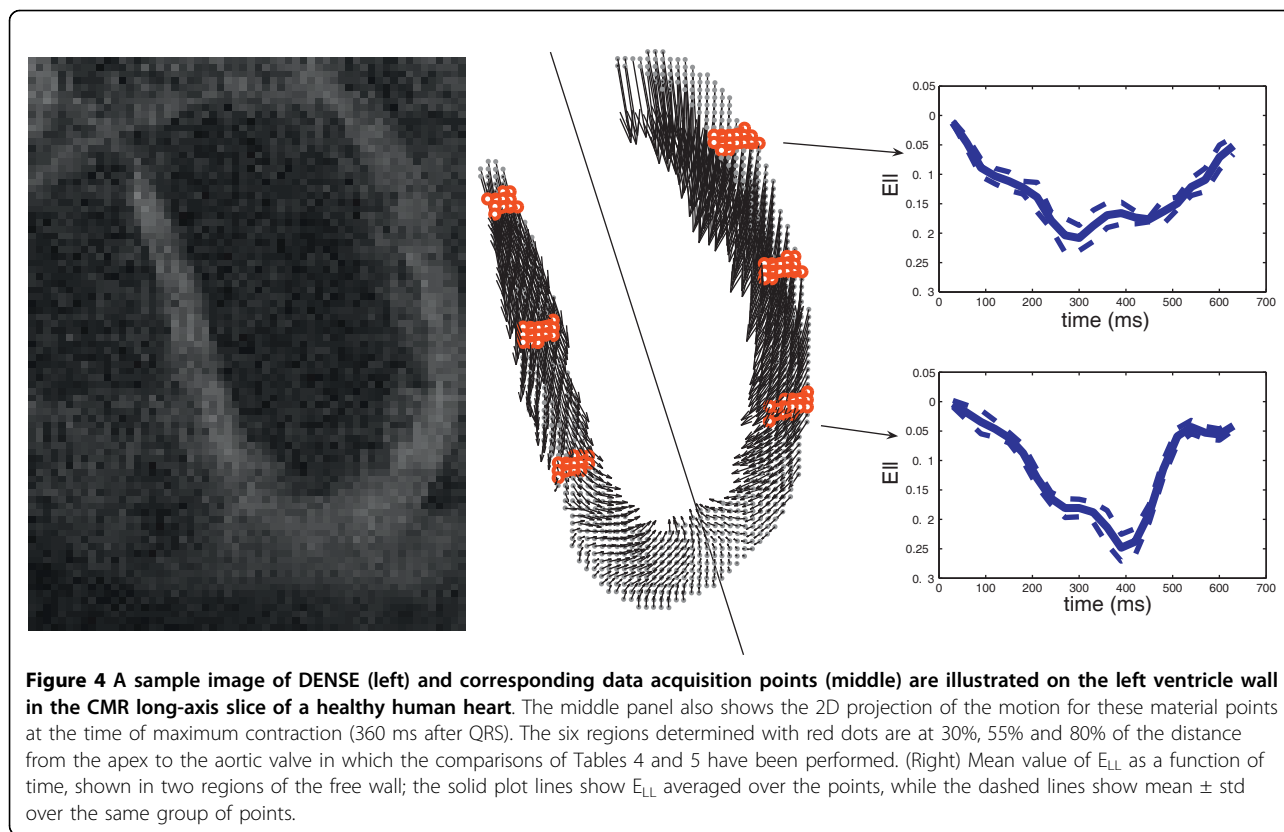 0.05
0
0.05
0. 1
0.15
0. 2
0.25
0. 3
Ell
0 100 200 300 400 500 600 700
time (ms)
0.05
0
0.05
0. 1
0.15
0. 2
0.25
0. 3
Ell
0 100 200 300 400 500 600 700
time (ms)
Figure 4 A sample image of DENSE (left) and corresponding data acquisition points (middle) are illustrated on the left ventricle wall
in the CMR long-axis slice of a healthy human heart. The middle panel also shows the 2D projection of the motion for these material points
at the time of maximum contraction (360 ms after QRS). The six regions determined with red dots are at 30%, 55% and 80% of the distance
from the apex to the aortic valve in which the comparisons of Tables 4 and 5 have been performed. (Right) Mean value of ELL as a function of
time, shown in two regions of the free wall; the solid plot lines show ELL averaged over the points, while the dashed lines show mean ± std
over the same group of points.